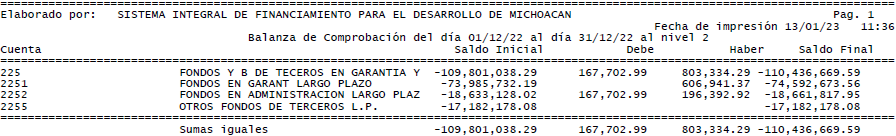 Elaborado por:   SISTEMA INTEGRAL DE FINANCIAMIENTO PARA EL DESARROLLO DE MICHOACAN   Pag. 1
Fecha de impresión 13/01/23   11:36
Balanza de Comprobación del día 01/12/22 al día 31/12/22 al nivel 2
Cuenta   Saldo Inicial   Debe   Haber   Saldo Final
225   FONDOS Y B DE TECEROS EN GARANTIA Y   -109,801,038.29   167,702.99   803,334.29   -110,436,669.59
2251   FONDOS EN GARANT LARGO PLAZO   -73,985,732.19   606,941.37   -74,592,673.56
2252   FONDOS EN ADMINISTRACION LARGO PLAZ   -18,633,128.02   167,702.99   196,392.92   -18,661,817.95
2255   OTROS FONDOS DE TERCEROS L.P.   -17,182,178.08   -17,182,178.08
Sumas iguales   -109,801,038.29   167,702.99   803,334.29   -110,436,669.59